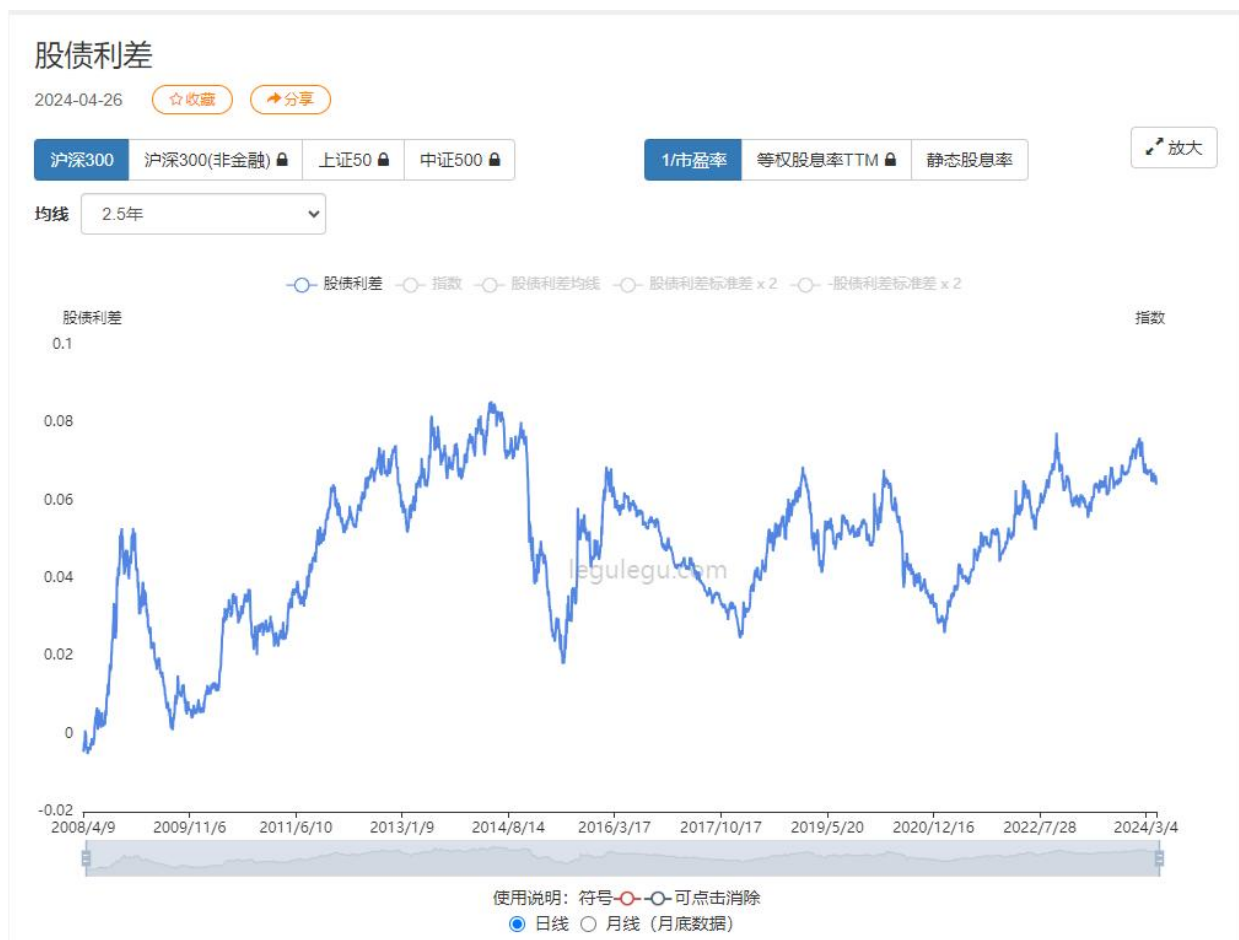 股债利差
2024-04-26 收藏 分享
沪深300 沪深300(非金融) 上证50 中证500 1/市盈率 等权股息率TTM 静态股息率 放大
均线 2.5年
股债利差 指数 股债利差均线 股债利差标准差 x 2 -股债利差标准差 x 2
股债利差 指数
0.1
0.08
0.06
0.04
legulegu.com
0.02
0
-0.02
2008/4/9 2009/11/6 2011/6/10 2013/1/9 2014/8/14 2016/3/17 2017/10/17 2019/5/20 2020/12/16 2022/7/28 2024/3/4
使用说明：符号 可点击消除
日线 月线（月底数据）